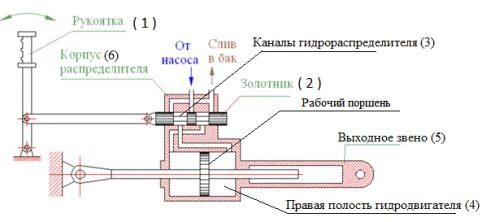 Рукоятка (1)
Корпус (6)
распределителя
От
насоса
Слив
в бак
Каналы гидрораспределителя (3)
Золотник (2)
Рабочий поршень
Выходное звено (5)
Правая полость гидродвигателя (4)